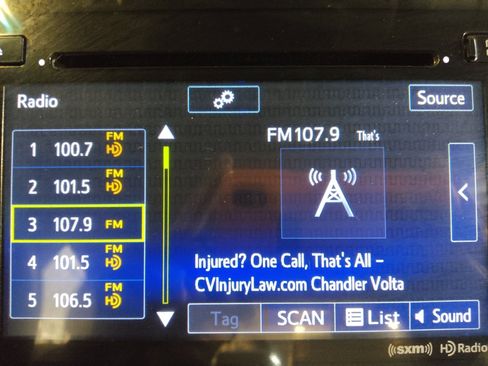 Radio
Source
FM107.9 That's
1 100.7 FM HD
2 101.5 FM HD
3 107.9 FM
4 101.5 FM HD
5 106.5 FM HD
Injured? One Call, That's All –
CVInjuryLaw.com Chandler Volta
Tag SCAN List Sound
((sxm)) HD Radio